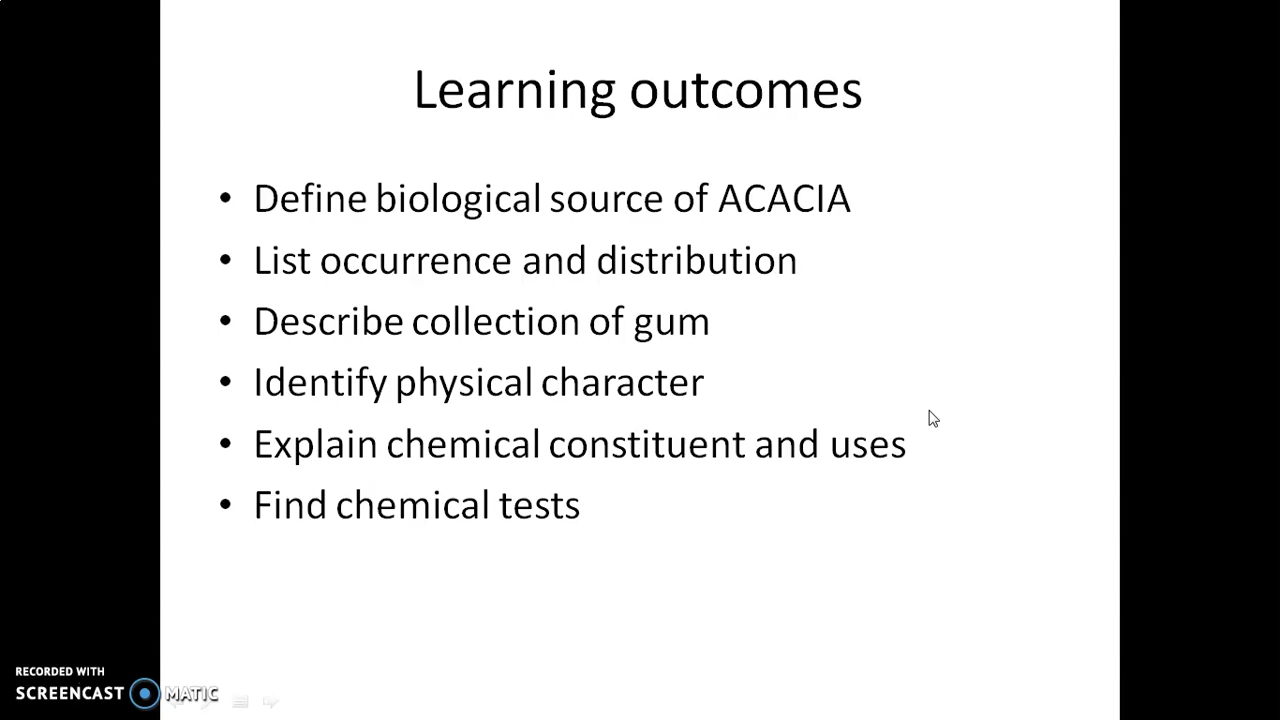 Learning outcomes
• Define biological source of ACACIA
• List occurrence and distribution
• Describe collection of gum
• Identify physical character
• Explain chemical constituent and uses
• Find chemical tests
RECORDED WITH
SCREENCAST MATIC